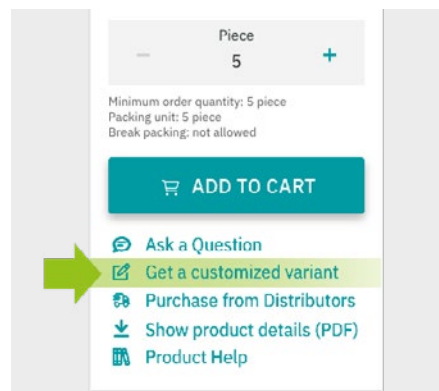 Piece
— 5 +
Minimum order quantity: 5 piece
Packing unit: 5 piece
Break packing: not allowed
ADD TO CART
Ask a Question
Get a customized variant
Purchase from Distributors
Show product details (PDF)
Product Help